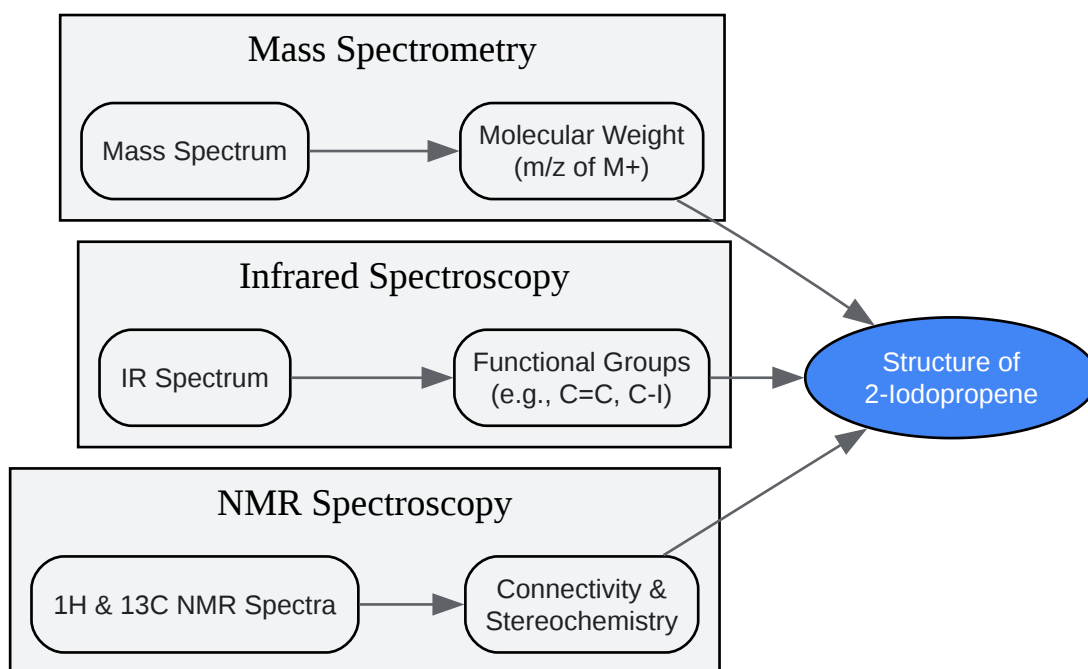 Mass Spectrometry
Mass Spectrum
Molecular Weight
(m/z of M+)
Infrared Spectroscopy
IR Spectrum
Functional Groups
(e.g., C=C, C-I)
Structure of
2-Iodopropene
NMR Spectroscopy
1H & 13C NMR Spectra
Connectivity &
Stereochemistry